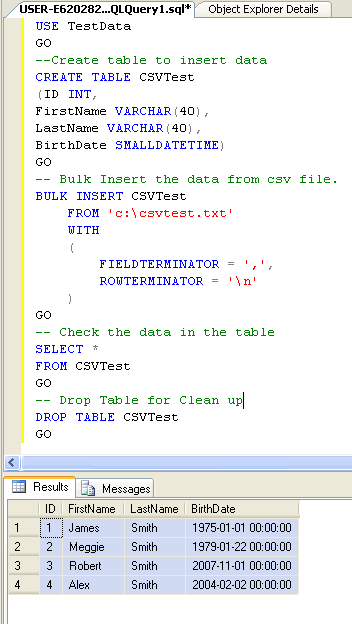 USER-E620282...QLQuery1.sql* Object Explorer Details
USE TestData
GO
--Create table to insert data
CREATE TABLE CSVTest
(ID INT,
FirstName VARCHAR(40),
LastName VARCHAR(40),
BirthDate SMALLDATETIME)
GO
-- Bulk Insert the data from csv file.
BULK INSERT CSVTest
FROM 'c:\csvtest.txt'
WITH
(
FIELDTERMINATOR = ',',
ROWTERMINATOR = '\n'
)
GO
-- Check the data in the table
SELECT *
FROM CSVTest
GO
-- Drop Table for Clean up
DROP TABLE CSVTest
GO
Results Messages
ID FirstName LastName BirthDate
1 1 James Smith 1975-01-01 00:00:00
2 2 Meggie Smith 1979-01-22 00:00:00
3 3 Robert Smith 2007-11-01 00:00:00
4 4 Alex Smith 2004-02-02 00:00:00